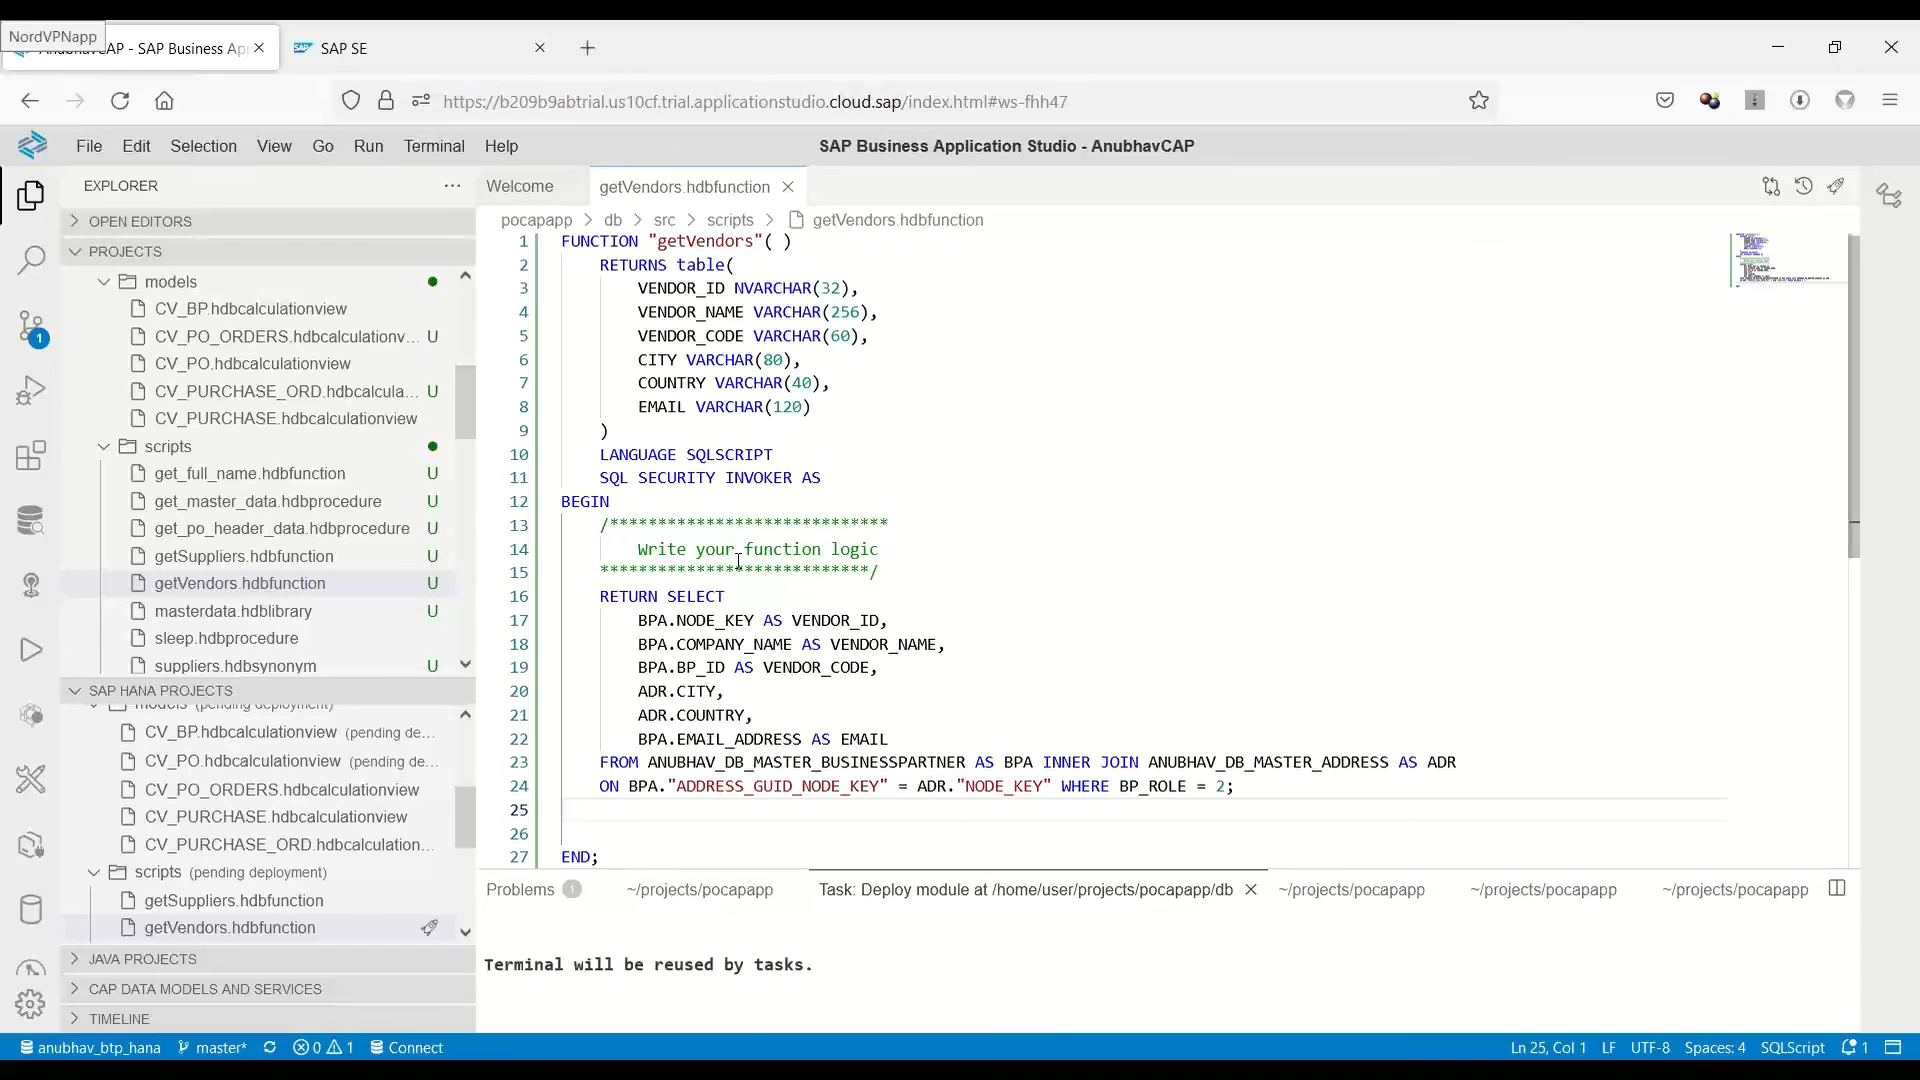 NordVPNapp
AnubhavCAP - SAP Business Ap
SAP SE
https://b209b9abtrial.us10cf.trial.applicationstudio.cloud.sap/index.html#ws-fhh47
File Edit Selection View Go Run Terminal Help
SAP Business Application Studio - AnubhavCAP
EXPLORER
OPEN EDITORS
PROJECTS
models
CV_BP.hdbcalculationview
CV_PO_ORDERS.hdbcalculationv... U
CV_PO.hdbcalculationview
CV_PURCHASE_ORD.hdbcalcula... U
CV_PURCHASE.hdbcalculationview
scripts
get_full_name.hdbfunction U
get_master_data.hdbprocedure U
get_po_header_data.hdbprocedure U
getSuppliers.hdbfunction U
getVendors.hdbfunction U
masterdata.hdblibrary U
sleep.hdbprocedure
suppliers.hdbsynonym U
SAP HANA PROJECTS
models (pending deployment)
CV_BP.hdbcalculationview (pending de...
CV_PO.hdbcalculationview (pending de...
CV_PO_ORDERS.hdbcalculationview
CV_PURCHASE.hdbcalculationview
CV_PURCHASE_ORD.hdbcalculation...
scripts (pending deployment)
getSuppliers.hdbfunction
getVendors.hdbfunction
JAVA PROJECTS
CAP DATA MODELS AND SERVICES
TIMELINE
1
Welcome
getVendors.hdbfunction
pocapapp > db > src > scripts > getVendors.hdbfunction
1 FUNCTION "getVendors"( )
2 RETURNS table(
3 VENDOR_ID NVARCHAR(32),
4 VENDOR_NAME VARCHAR(256),
5 VENDOR_CODE VARCHAR(60),
6 CITY VARCHAR(80),
7 COUNTRY VARCHAR(40),
8 EMAIL VARCHAR(120)
9 )
10 LANGUAGE SQLSCRIPT
11 SQL SECURITY INVOKER AS
12 BEGIN
13 /*****************************
14 Write your function logic
15 ****************************/
16 RETURN SELECT
17 BPA.NODE_KEY AS VENDOR_ID,
18 BPA.COMPANY_NAME AS VENDOR_NAME,
19 BPA.BP_ID AS VENDOR_CODE,
20 ADR.CITY,
21 ADR.COUNTRY,
22 BPA.EMAIL_ADDRESS AS EMAIL
23 FROM ANUBHAV_DB_MASTER_BUSINESSPARTNER AS BPA INNER JOIN ANUBHAV_DB_MASTER_ADDRESS AS ADR
24 ON BPA."ADDRESS_GUID_NODE_KEY" = ADR."NODE_KEY" WHERE BP_ROLE = 2;
25
26
27 END;
Problems 1 ~/projects/pocapapp Task: Deploy module at /home/user/projects/pocapapp/db ~/projects/pocapapp ~/projects/pocapapp ~/projects/pocapapp
Terminal will be reused by tasks.
anubhav_btp_hana master* 0 1 Connect
Ln 25, Col 1 LF UTF-8 Spaces: 4 SQLScript 1